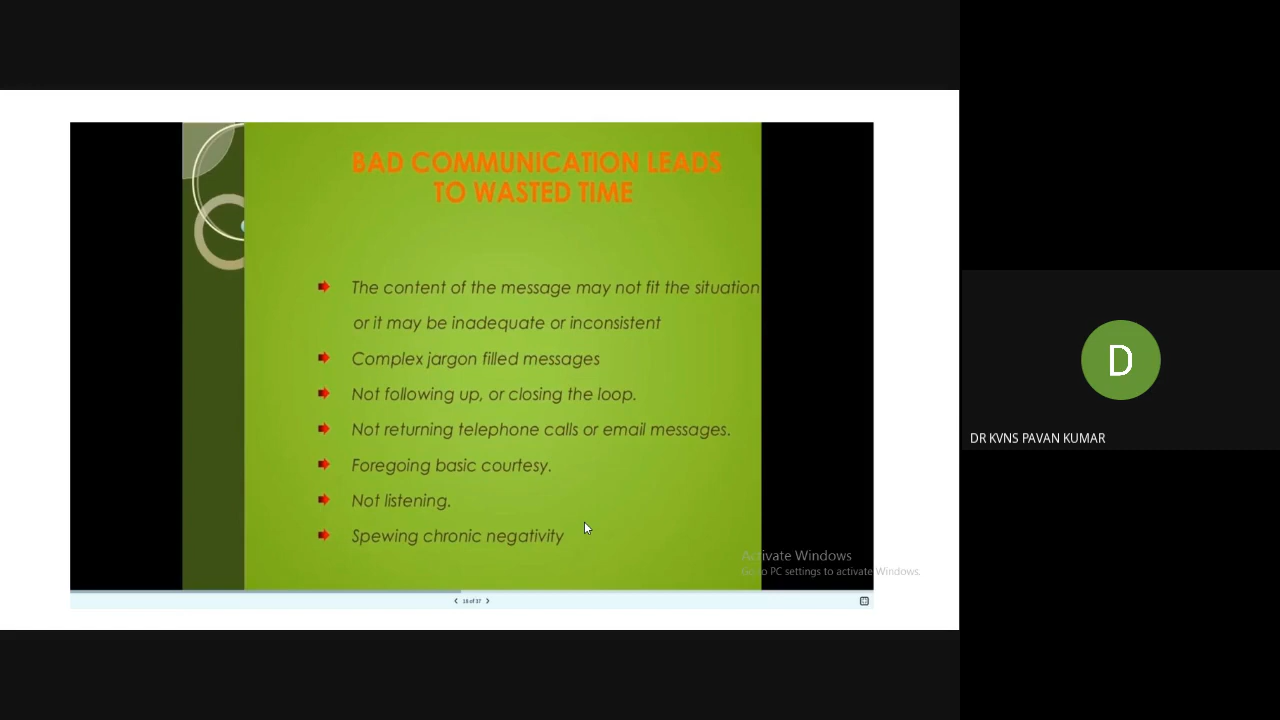 BAD COMMUNICATION LEADS
TO WASTED TIME
The content of the message may not fit the situation
or it may be inadequate or inconsistent
Complex jargon filled messages
Not following up, or closing the loop.
Not returning telephone calls or email messages.
Foregoing basic courtesy.
Not listening.
Spewing chronic negativity
Activate Windows
Go to PC settings to activate Windows.
D
DR KVNS PAVAN KUMAR